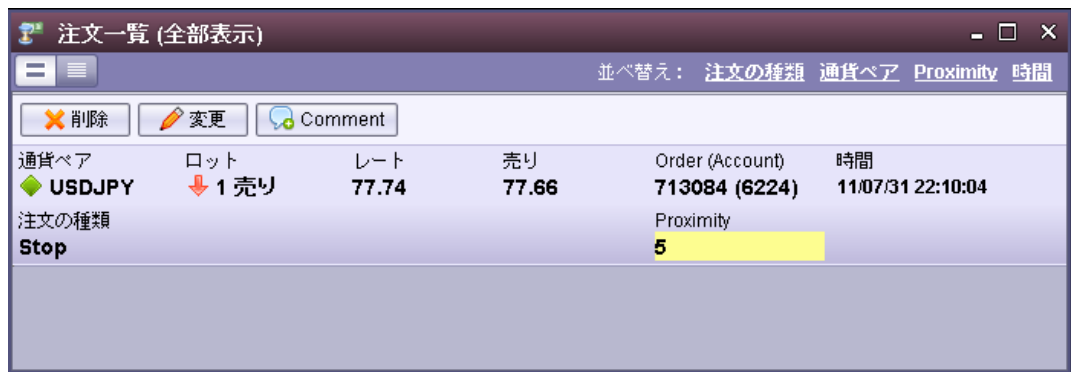 注文一覧 (全部表示)
並べ替え： 注文の種類 通貨ペア Proximity 時間
削除 変更 Comment
通貨ペア ロット レート 売り Order (Account) 時間
USDJPY 1 売り 77.74 77.66 713084 (6224) 11/07/31 22:10:04
注文の種類 Proximity
Stop 5